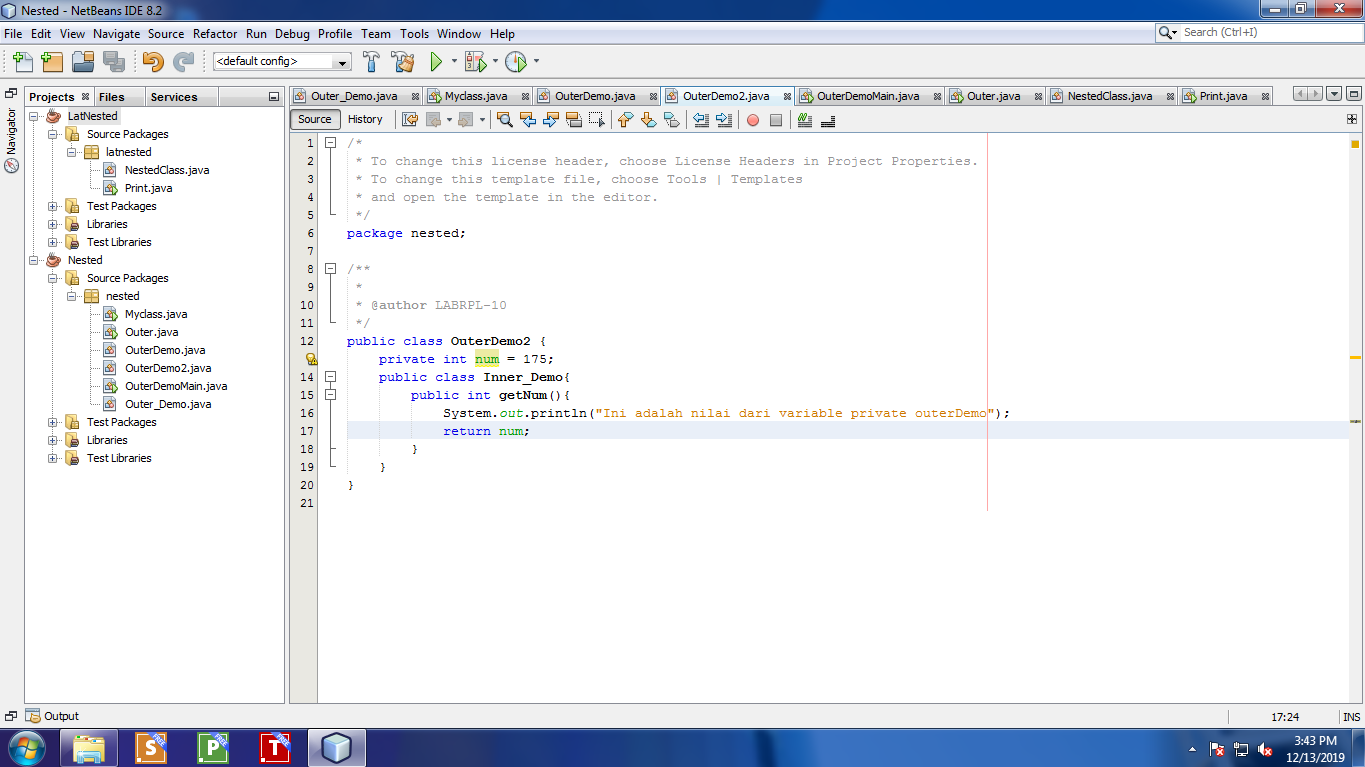 Nested - NetBeans IDE 8.2
File Edit View Navigate Source Refactor Run Debug Profile Team Tools Window Help
Search (Ctrl+I)
<default config>
Projects Files Services
Navigator
LatNested
Source Packages
latnested
NestedClass.java
Print.java
Test Packages
Libraries
Test Libraries
Nested
Source Packages
nested
Myclass.java
Outer.java
OuterDemo.java
OuterDemo2.java
OuterDemoMain.java
Outer_Demo.java
Test Packages
Libraries
Test Libraries
Outer_Demo.java Myclass.java OuterDemo.java OuterDemo2.java OuterDemoMain.java Outer.java NestedClass.java Print.java
Source History
1 /*
2 * To change this license header, choose License Headers in Project Properties.
3 * To change this template file, choose Tools | Templates
4 * and open the template in the editor.
5 */
6 package nested;
7
8 /**
9 *
10 * @author LABRPL-10
11 */
12 public class OuterDemo2 {
private int num = 175;
14 public class Inner_Demo{
15 public int getNum(){
16 System.out.println("Ini adalah nilai dari variable private outerDemo");
17 return num;
18 }
19 }
20 }
21
Output
17:24 INS
S FREE P FREE T FREE
3:43 PM
12/13/2019